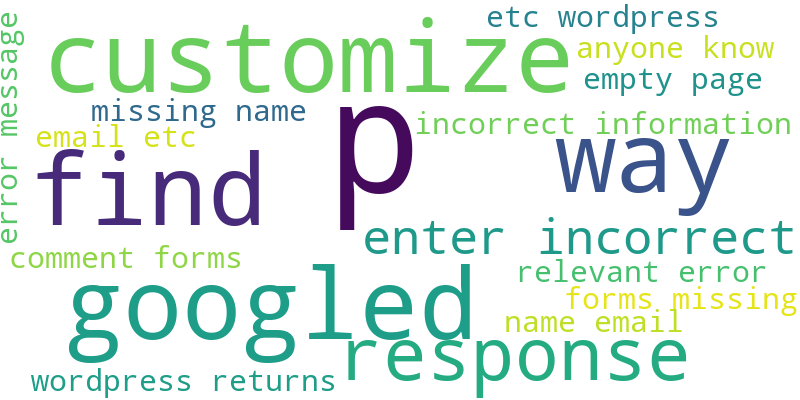 etc wordpress
customize
anyone know
empty page
error message
missing name
p
incorrect information
email etc
way
find
enter incorrect
comment forms
relevant error
googled
forms missing
name email
response
wordpress returns